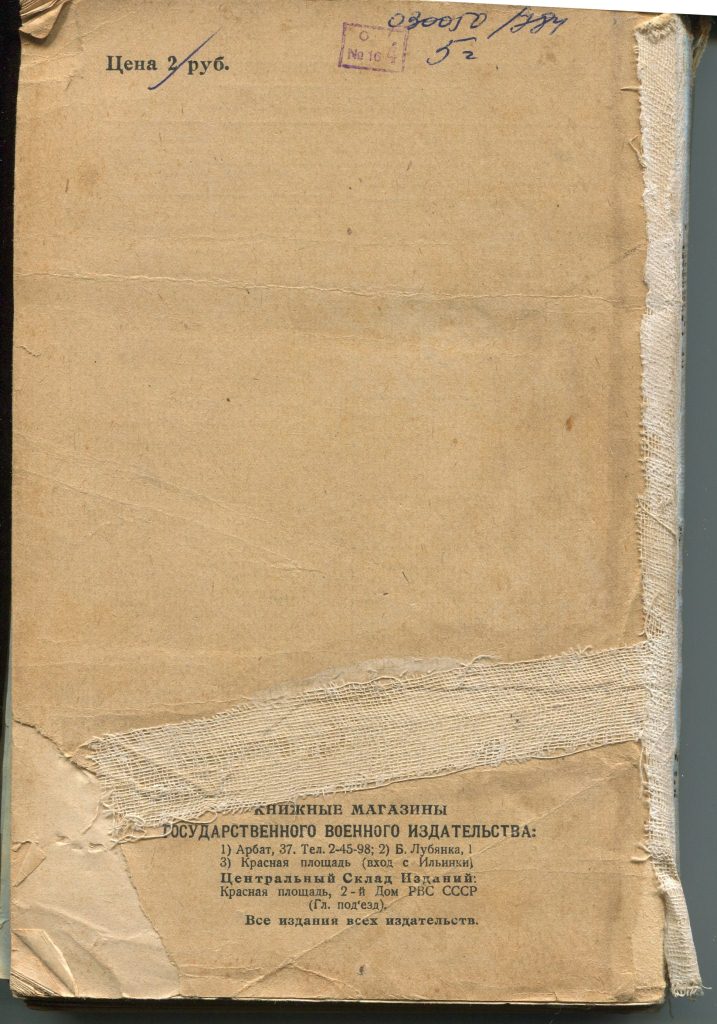 Цена 2 руб.
№ 16
5 г
КНИЖНЫЕ МАГАЗИНЫ
ГОСУДАРСТВЕННОГО ВОЕННОГО ИЗДАТЕЛЬСТВА:
1) Арбат, 37. Тел. 2-45-98; 2) Б. Лубянка, 1
3) Красная площадь (вход с Ильинки)
Центральный Склад Изданий:
Красная площадь, 2-й Дом РВС СССР
(Гл. под'езд).
Все издания всех издательств.